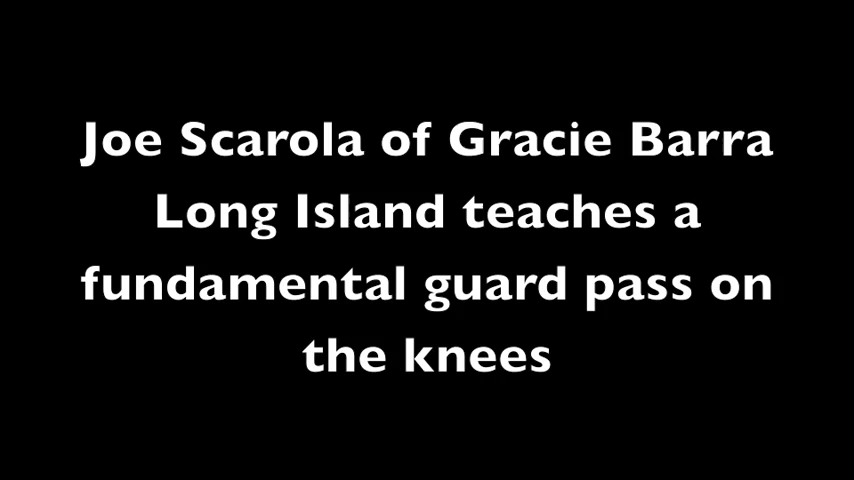 Joe Scarola of Gracie Barra
Long Island teaches a
fundamental guard pass on
the knees